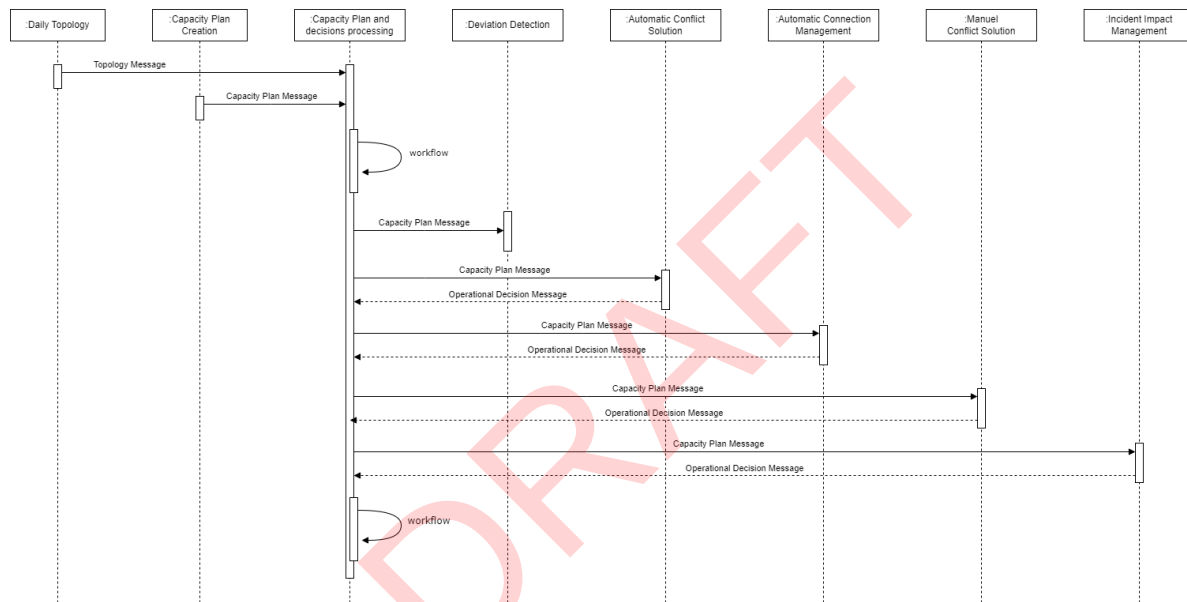 :Daily Topology
:Capacity Plan
Creation
:Capacity Plan and
decisions processing
:Deviation Detection
:Automatic Conflict
Solution
:Automatic Connection
Management
:Manuel
Conflict Solution
:Incident Impact
Management
Topology Message
Capacity Plan Message
workflow
Capacity Plan Message
Capacity Plan Message
Operational Decision Message
Capacity Plan Message
Operational Decision Message
Capacity Plan Message
Operational Decision Message
Capacity Plan Message
Operational Decision Message
workflow
DRAFT